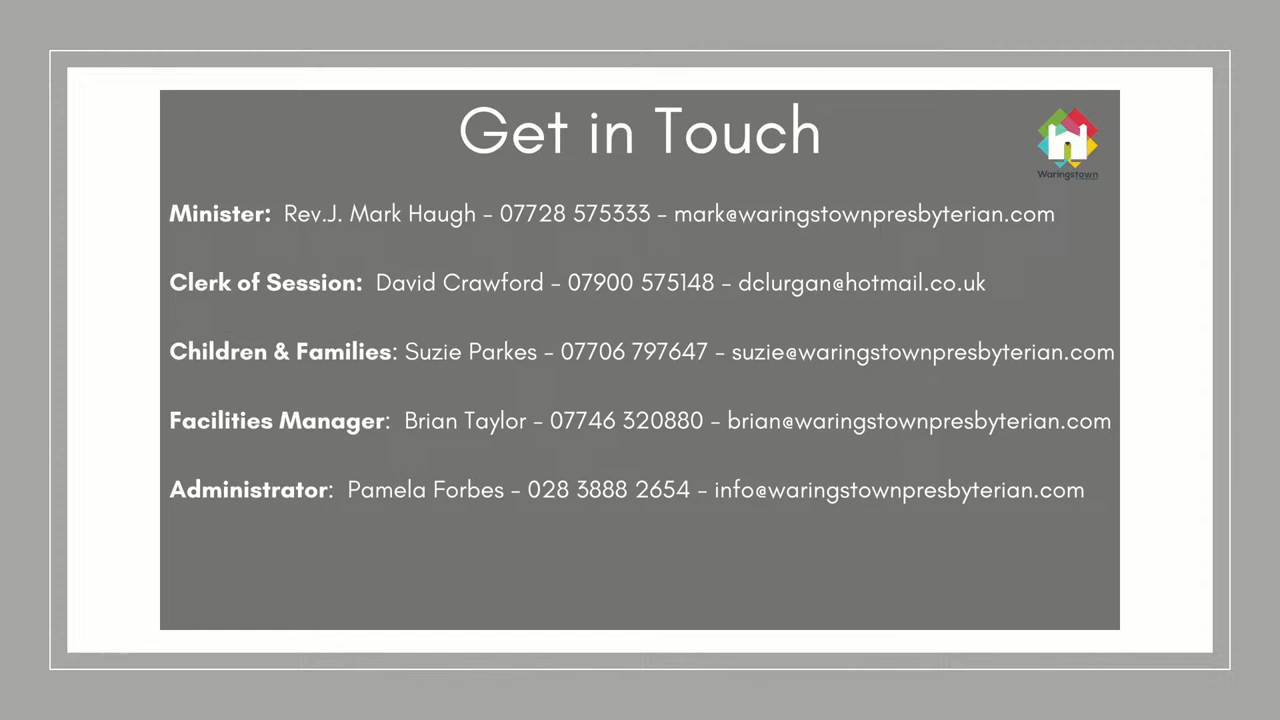 Get in Touch
Waringstown
Minister: Rev.J. Mark Haugh - 07728 575333 - mark@waringstownpresbyterian.com
Clerk of Session: David Crawford - 07900 575148 - dclurgan@hotmail.co.uk
Children & Families: Suzie Parkes - 07706 797647 - suzie@waringstownpresbyterian.com
Facilities Manager: Brian Taylor - 07746 320880 - brian@waringstownpresbyterian.com
Administrator: Pamela Forbes - 028 3888 2654 - info@waringstownpresbyterian.com